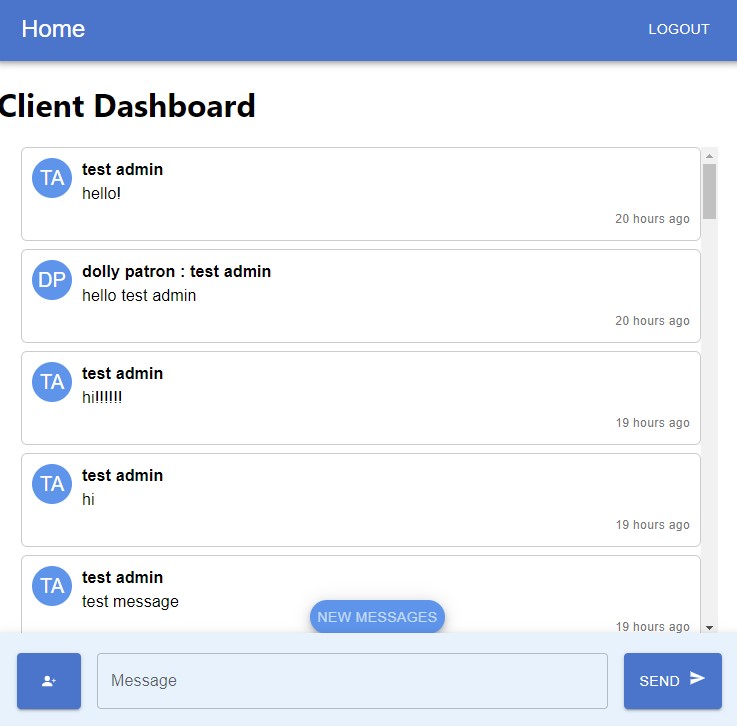 Home
LOGOUT
Client Dashboard
TA
test admin
hello!
20 hours ago
DP
dolly patron : test admin
hello test admin
20 hours ago
TA
test admin
hi!!!!!!
19 hours ago
TA
test admin
hi
19 hours ago
TA
test admin
test message
NEW MESSAGES
19 hours ago
Message
SEND